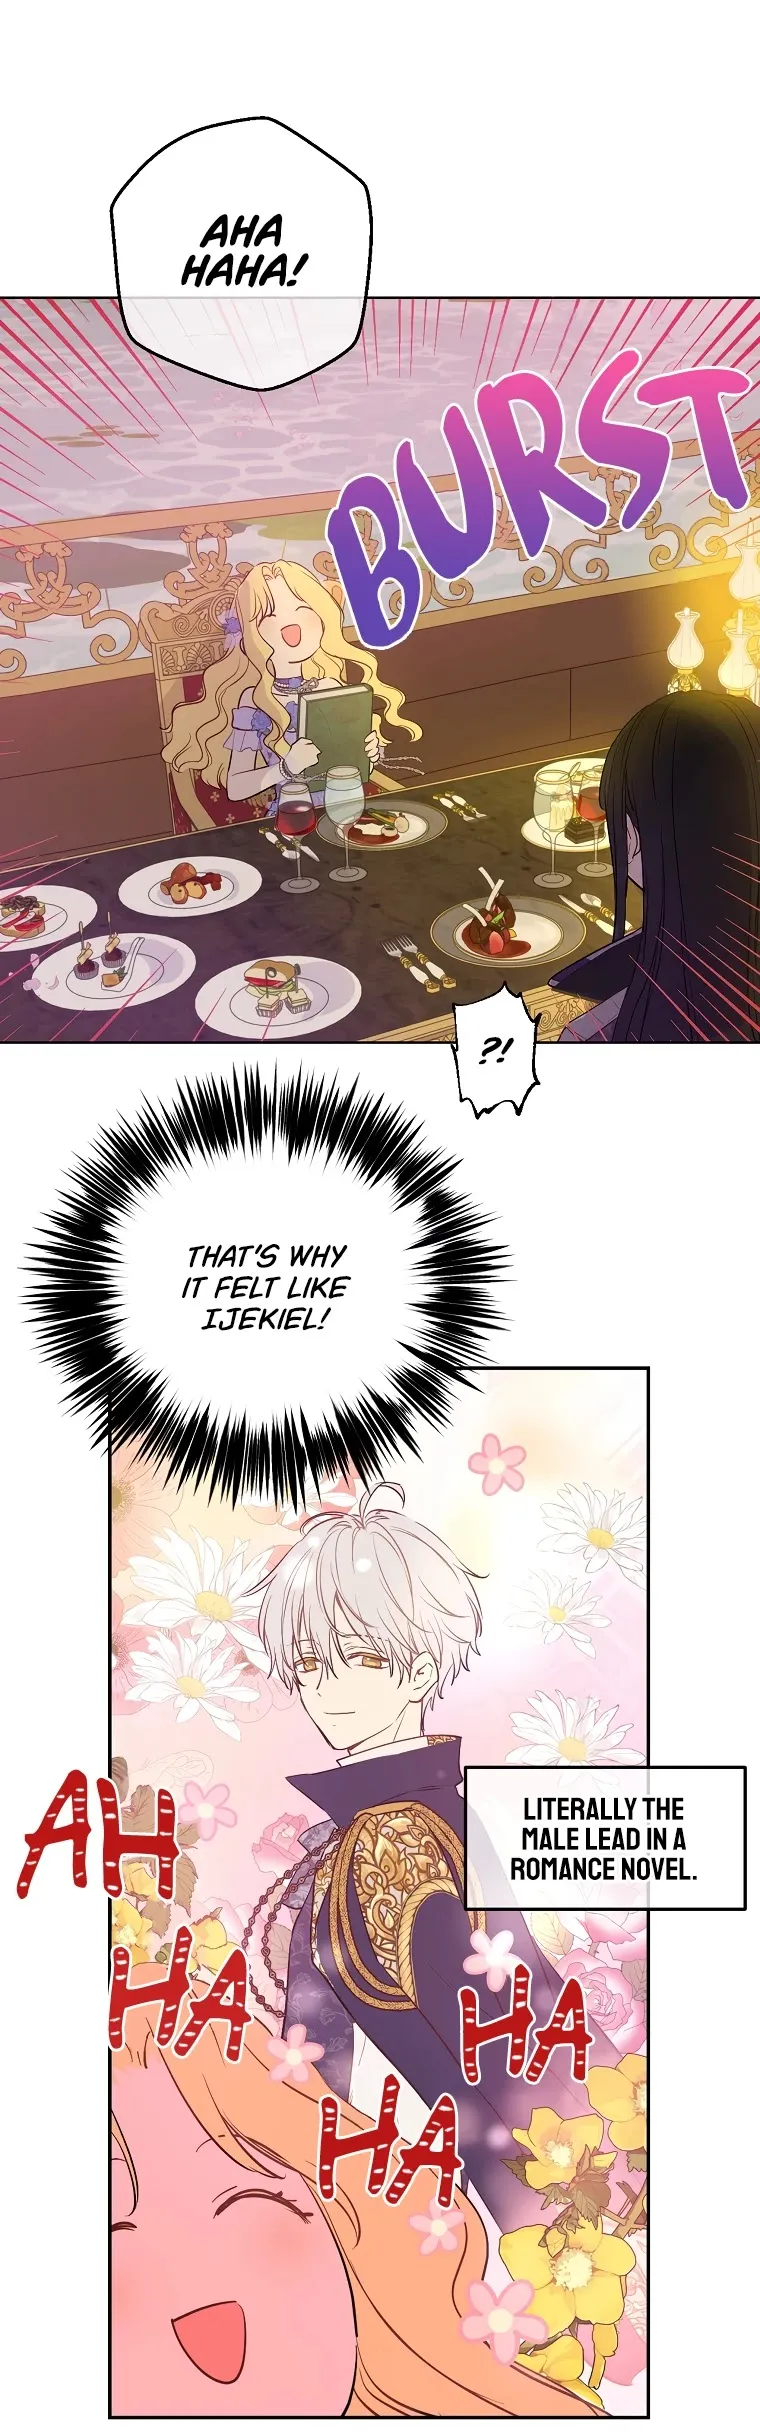 AHA
HAHA!
BURST
?!
THAT'S WHY
IT FELT LIKE
IJEKIEL!
LITERALLY THE
MALE LEAD IN A
ROMANCE NOVEL.
AH
HA
HA
HA